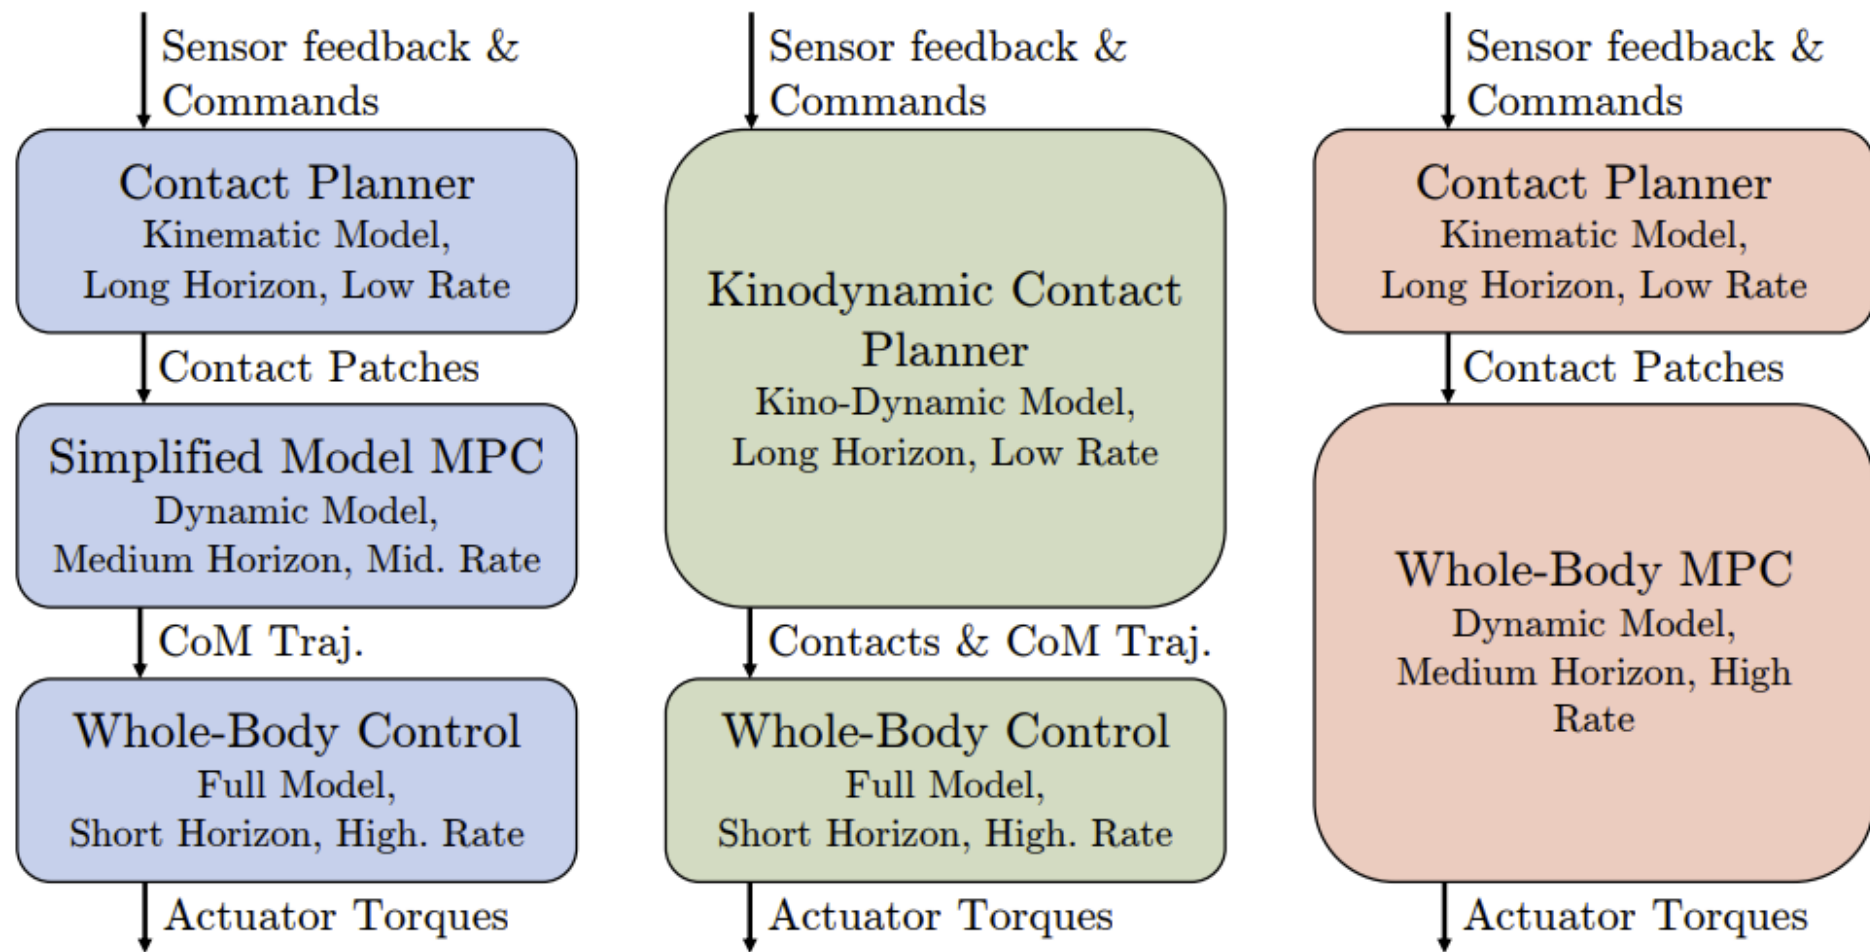 Sensor feedback &
Commands
Contact Planner
Kinematic Model,
Long Horizon, Low Rate
Contact Patches
Simplified Model MPC
Dynamic Model,
Medium Horizon, Mid. Rate
CoM Traj.
Whole-Body Control
Full Model,
Short Horizon, High. Rate
Actuator Torques
Sensor feedback &
Commands
Kinodynamic Contact
Planner
Kino-Dynamic Model,
Long Horizon, Low Rate
Contacts & CoM Traj.
Whole-Body Control
Full Model,
Short Horizon, High. Rate
Actuator Torques
Sensor feedback &
Commands
Contact Planner
Kinematic Model,
Long Horizon, Low Rate
Contact Patches
Whole-Body MPC
Dynamic Model,
Medium Horizon, High
Rate
Actuator Torques